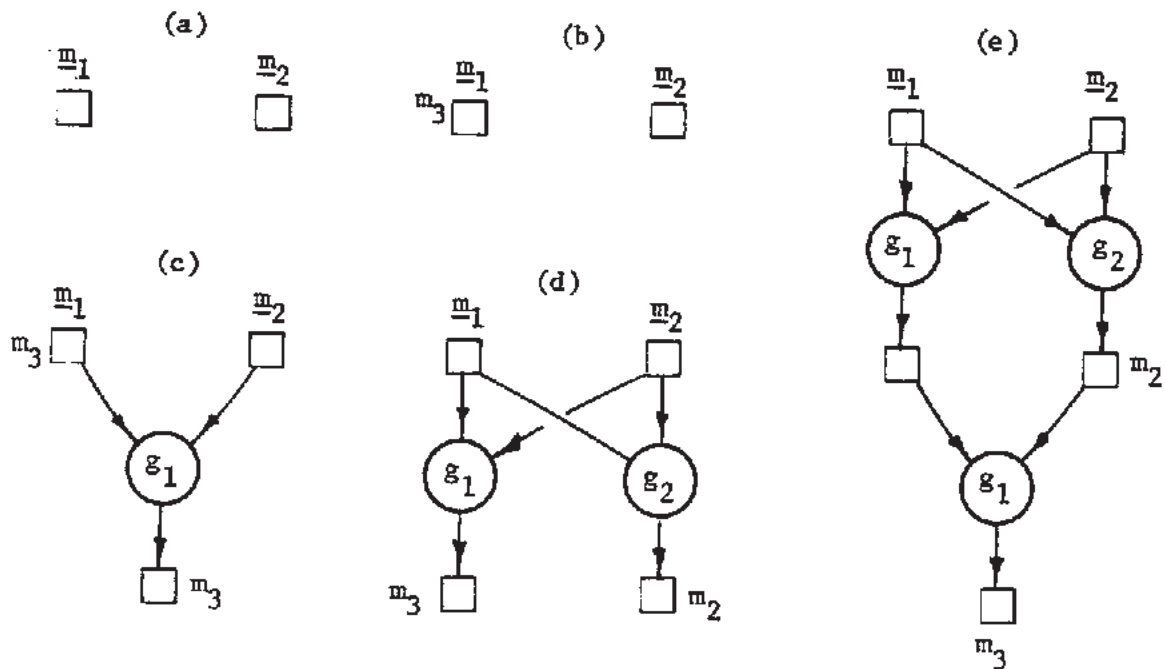 (a)
m₁ m₂
(b)
m₁ m₂
m₃
(e)
m₁ m₂
g₁ g₂
m₂
g₁
m₃
(c)
m₁ m₂
m₃
g₁
m₃
(d)
m₁ m₂
g₁ g₂
m₃ m₂